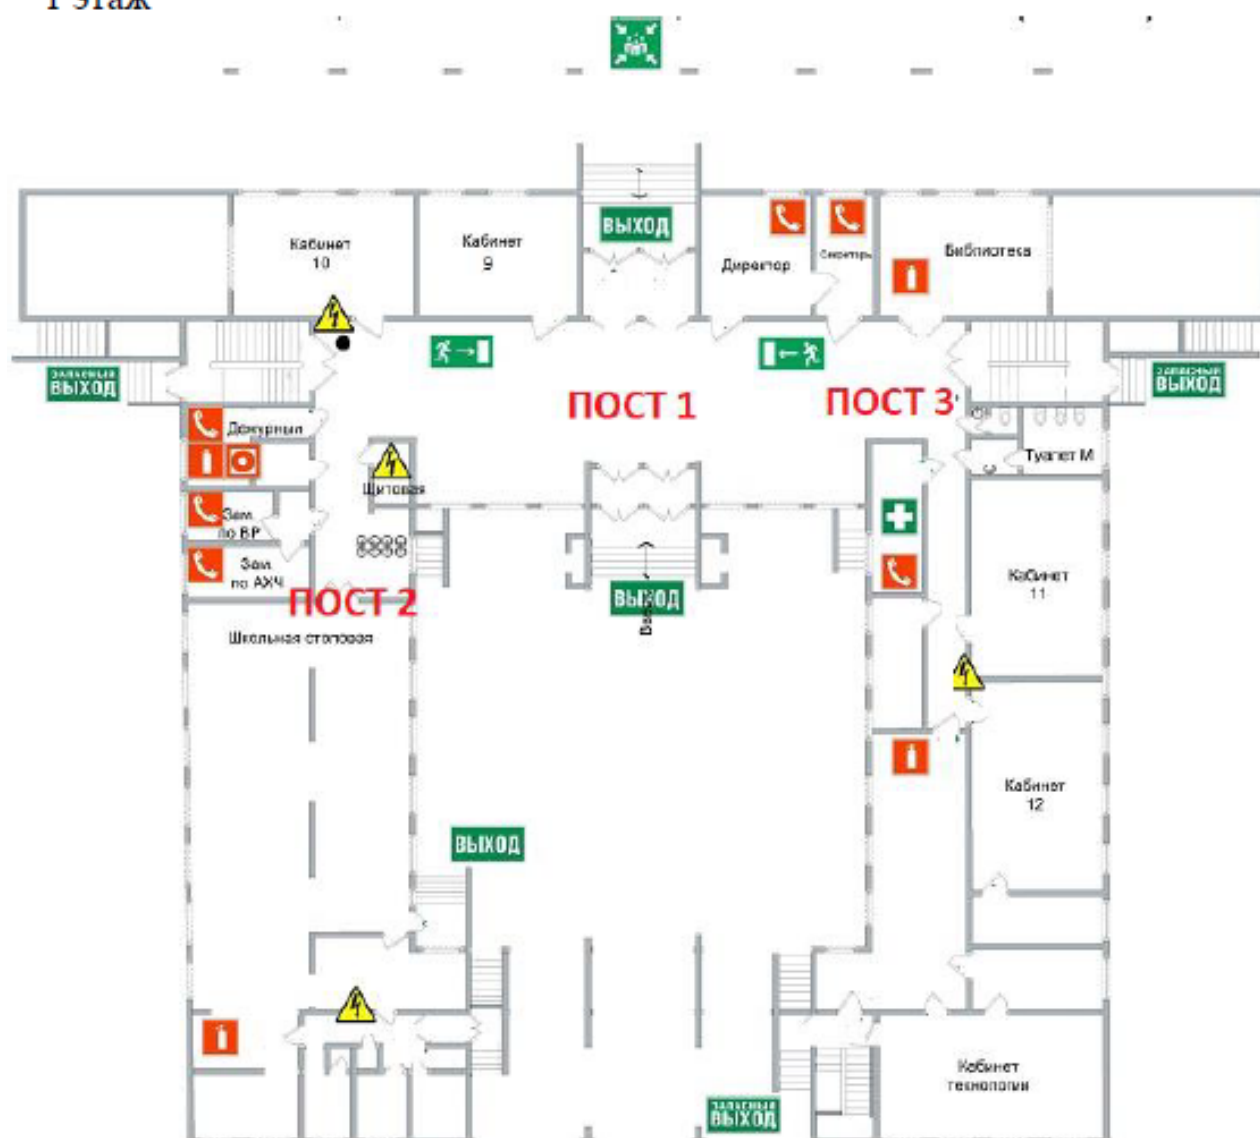 1 этаж
ВЫХОД
Кабинет
10
Кабинет
9
Директор
Секретарь
Библиотека
ЗАПАСНЫЙ
ВЫХОД
ЗАПАСНЫЙ
ВЫХОД
ПОСТ 1
ПОСТ 3
Дежурный
Туалет М
Щитовая
Зам.
по ВР
Зам.
по АХЧ
Кабинет
11
ПОСТ 2
ВЫХОД
Школьная столовая
Кабинет
12
ВЫХОД
Кабинет
технологии
ЗАПАСНЫЙ
ВЫХОД